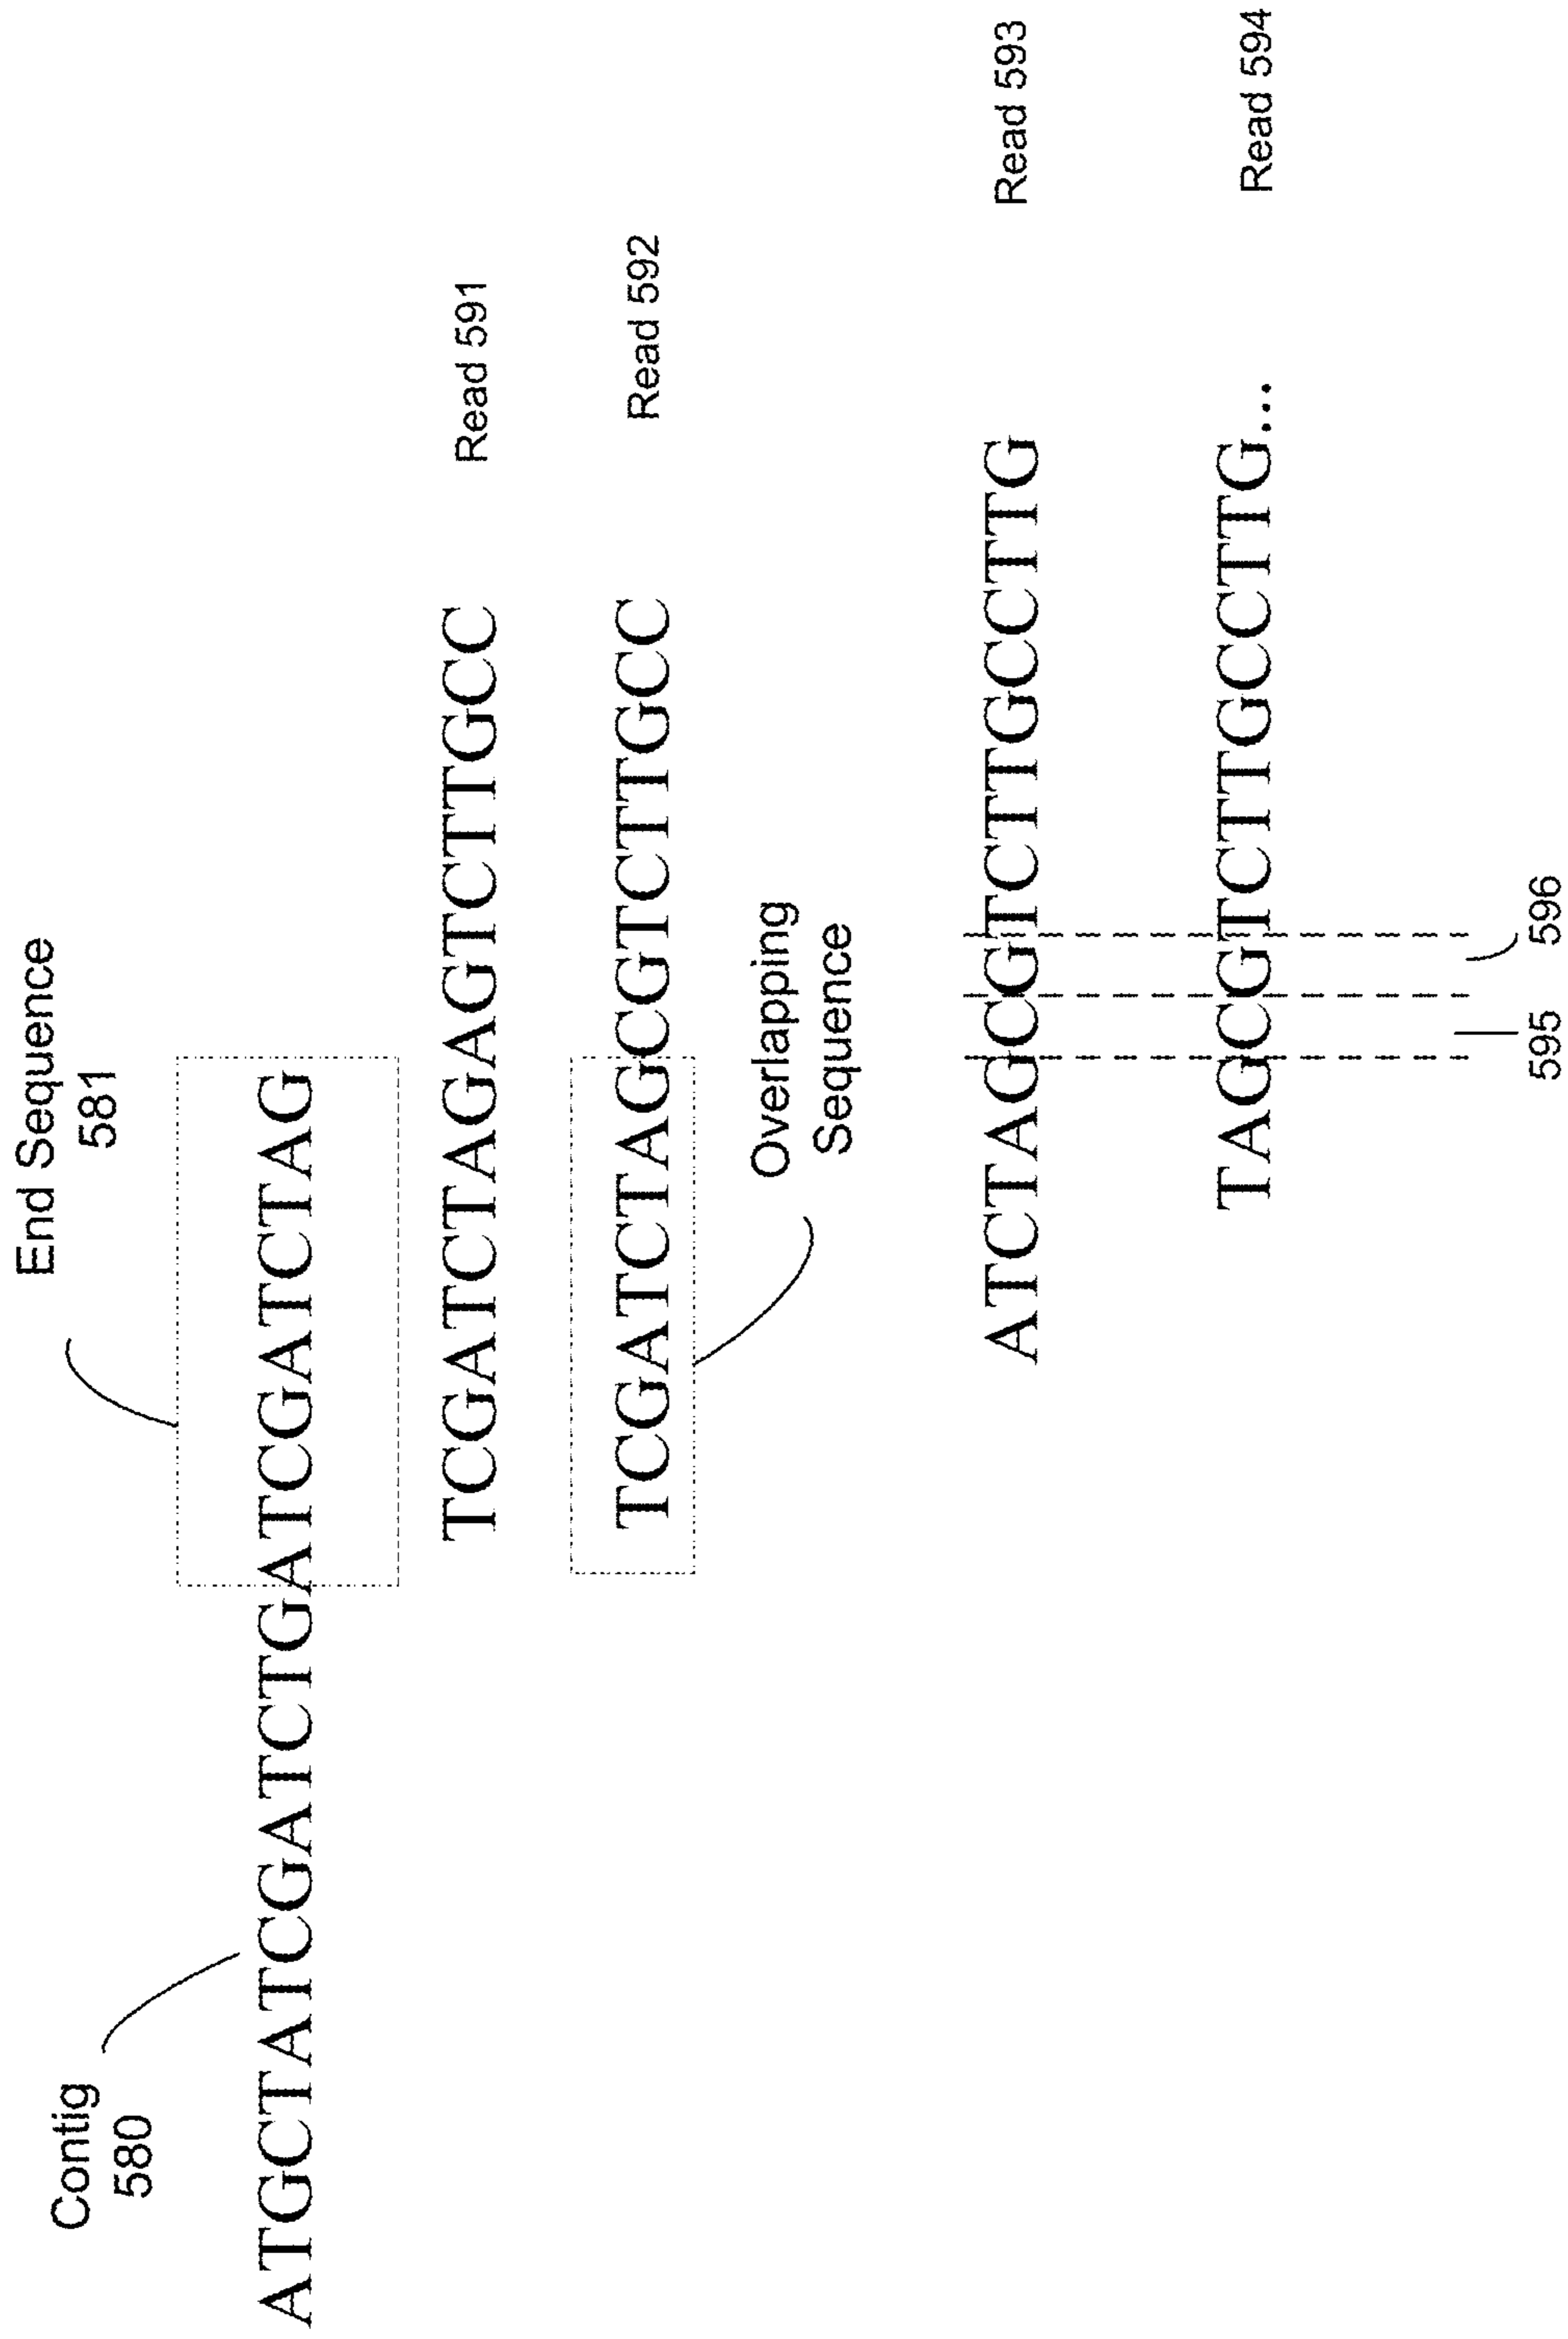 End Sequence
581
Contig
580
ATGCTATCGATCTGATCGATCTAG
TCGATCTAGAGTCTTGCC
Read 591
TCGATCTAGCGTCTTGCC
Read 592
Overlapping
Sequence
ATCTAGCGTCTTGCCTTG
Read 593
TAGCGTCTTGCCTTG...
Read 594
595
596